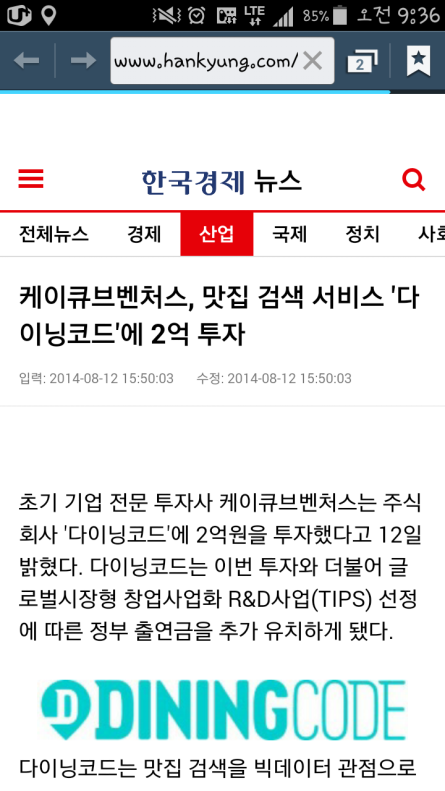 LTE 85% 오전 9:36
www.hankyung.com/
2
한국경제 뉴스
전체뉴스 경제 산업 국제 정치 사회
케이큐브벤처스, 맛집 검색 서비스 '다
이닝코드'에 2억 투자
입력: 2014-08-12 15:50:03 수정: 2014-08-12 15:50:03
초기 기업 전문 투자사 케이큐브벤처스는 주식
회사 '다이닝코드'에 2억원을 투자했다고 12일
밝혔다. 다이닝코드는 이번 투자와 더불어 글
로벌시장형 창업사업화 R&D사업(TIPS) 선정
에 따른 정부 출연금을 추가 유치하게 됐다.
DININGCODE
다이닝코드는 맛집 검색을 빅데이터 관점으로